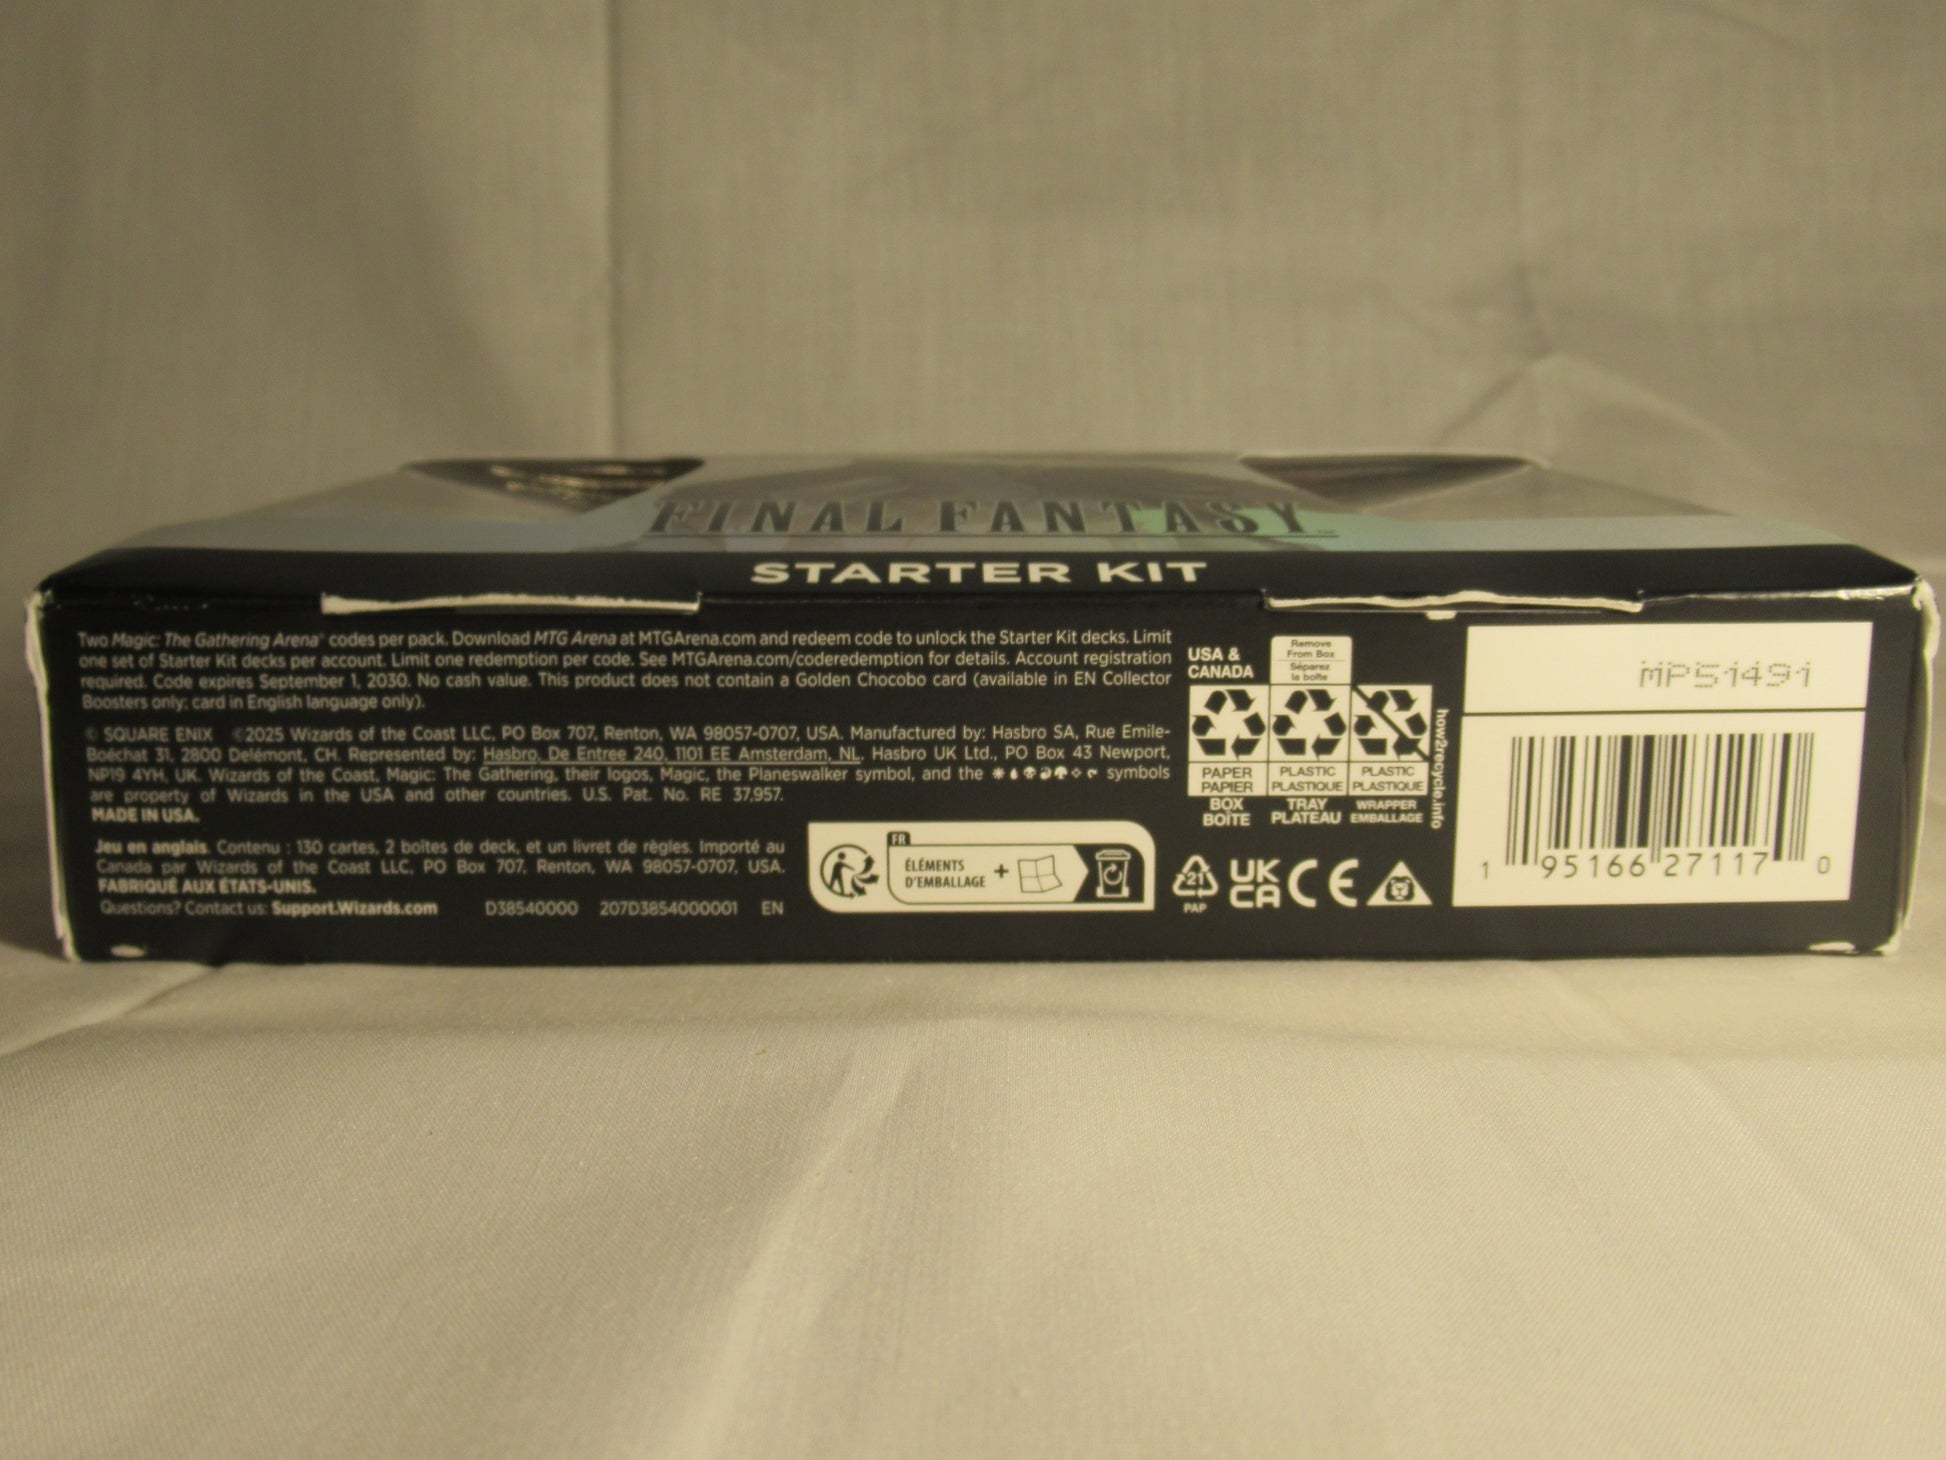 FINAL FANTASY™
STARTER KIT
Two Magic: The Gathering Arena® codes per pack. Download MTG Arena at MTGArena.com and redeem code to unlock the Starter Kit decks. Limit
one set of Starter Kit decks per account. Limit one redemption per code. See MTGArena.com/coderedemption for details. Account registration
required. Code expires September 1, 2030. No cash value. This product does not contain a Golden Chocobo card (available in EN Collector
Boosters only; card in English language only).
© SQUARE ENIX ©2025 Wizards of the Coast LLC, PO Box 707, Renton, WA 98057-0707, USA. Manufactured by: Hasbro SA, Rue Emile-
Boéchat 31, 2800 Delémont, CH. Represented by: Hasbro, De Entree 240, 1101 EE Amsterdam, NL. Hasbro UK Ltd., PO Box 43 Newport,
NP19 4YH, UK. Wizards of the Coast, Magic: The Gathering, their logos, Magic, the Planeswalker symbol, and the symbols
are property of Wizards in the USA and other countries. U.S. Pat. No. RE 37,957.
MADE IN USA.
Jeu en anglais. Contenu : 130 cartes, 2 boîtes de deck, et un livret de règles. Importé au
Canada par Wizards of the Coast LLC, PO Box 707, Renton, WA 98057-0707, USA.
FABRIQUÉ AUX ÉTATS-UNIS.
Questions? Contact us: Support.Wizards.com D38540000 207D3854000001 EN
FR
ÉLÉMENTS
D'EMBALLAGE +
USA &
CANADA
Remove
From Box
Séparez
la boîte
PAPER
PAPIER
BOX
BOÎTE
PLASTIC
PLASTIQUE
TRAY
PLATEAU
PLASTIC
PLASTIQUE
WRAPPER
EMBALLAGE
how2recycle.info
21
PAP
UK
CA
CE
MP51491
1 95166 27117 0